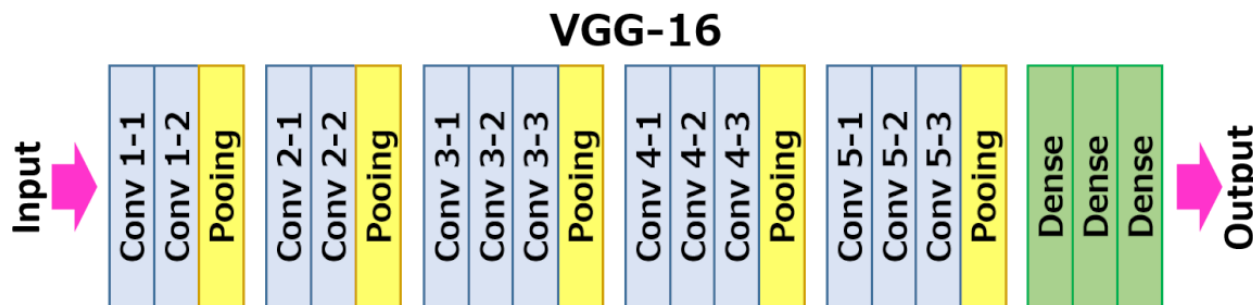 VGG-16
Input
Conv 1-1
Conv 1-2
Pooing
Conv 2-1
Conv 2-2
Pooing
Conv 3-1
Conv 3-2
Conv 3-3
Pooing
Conv 4-1
Conv 4-2
Conv 4-3
Pooing
Conv 5-1
Conv 5-2
Conv 5-3
Pooing
Dense
Dense
Dense
Output